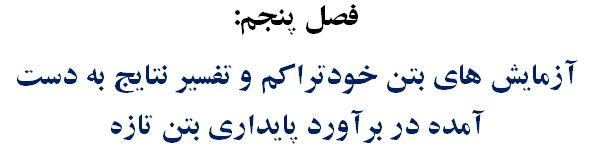 فصل پنجم:
آزمایش های بتن خودتراکم و تفسیر نتایج به دست
آمده در برآورد پایداری بتن تازه